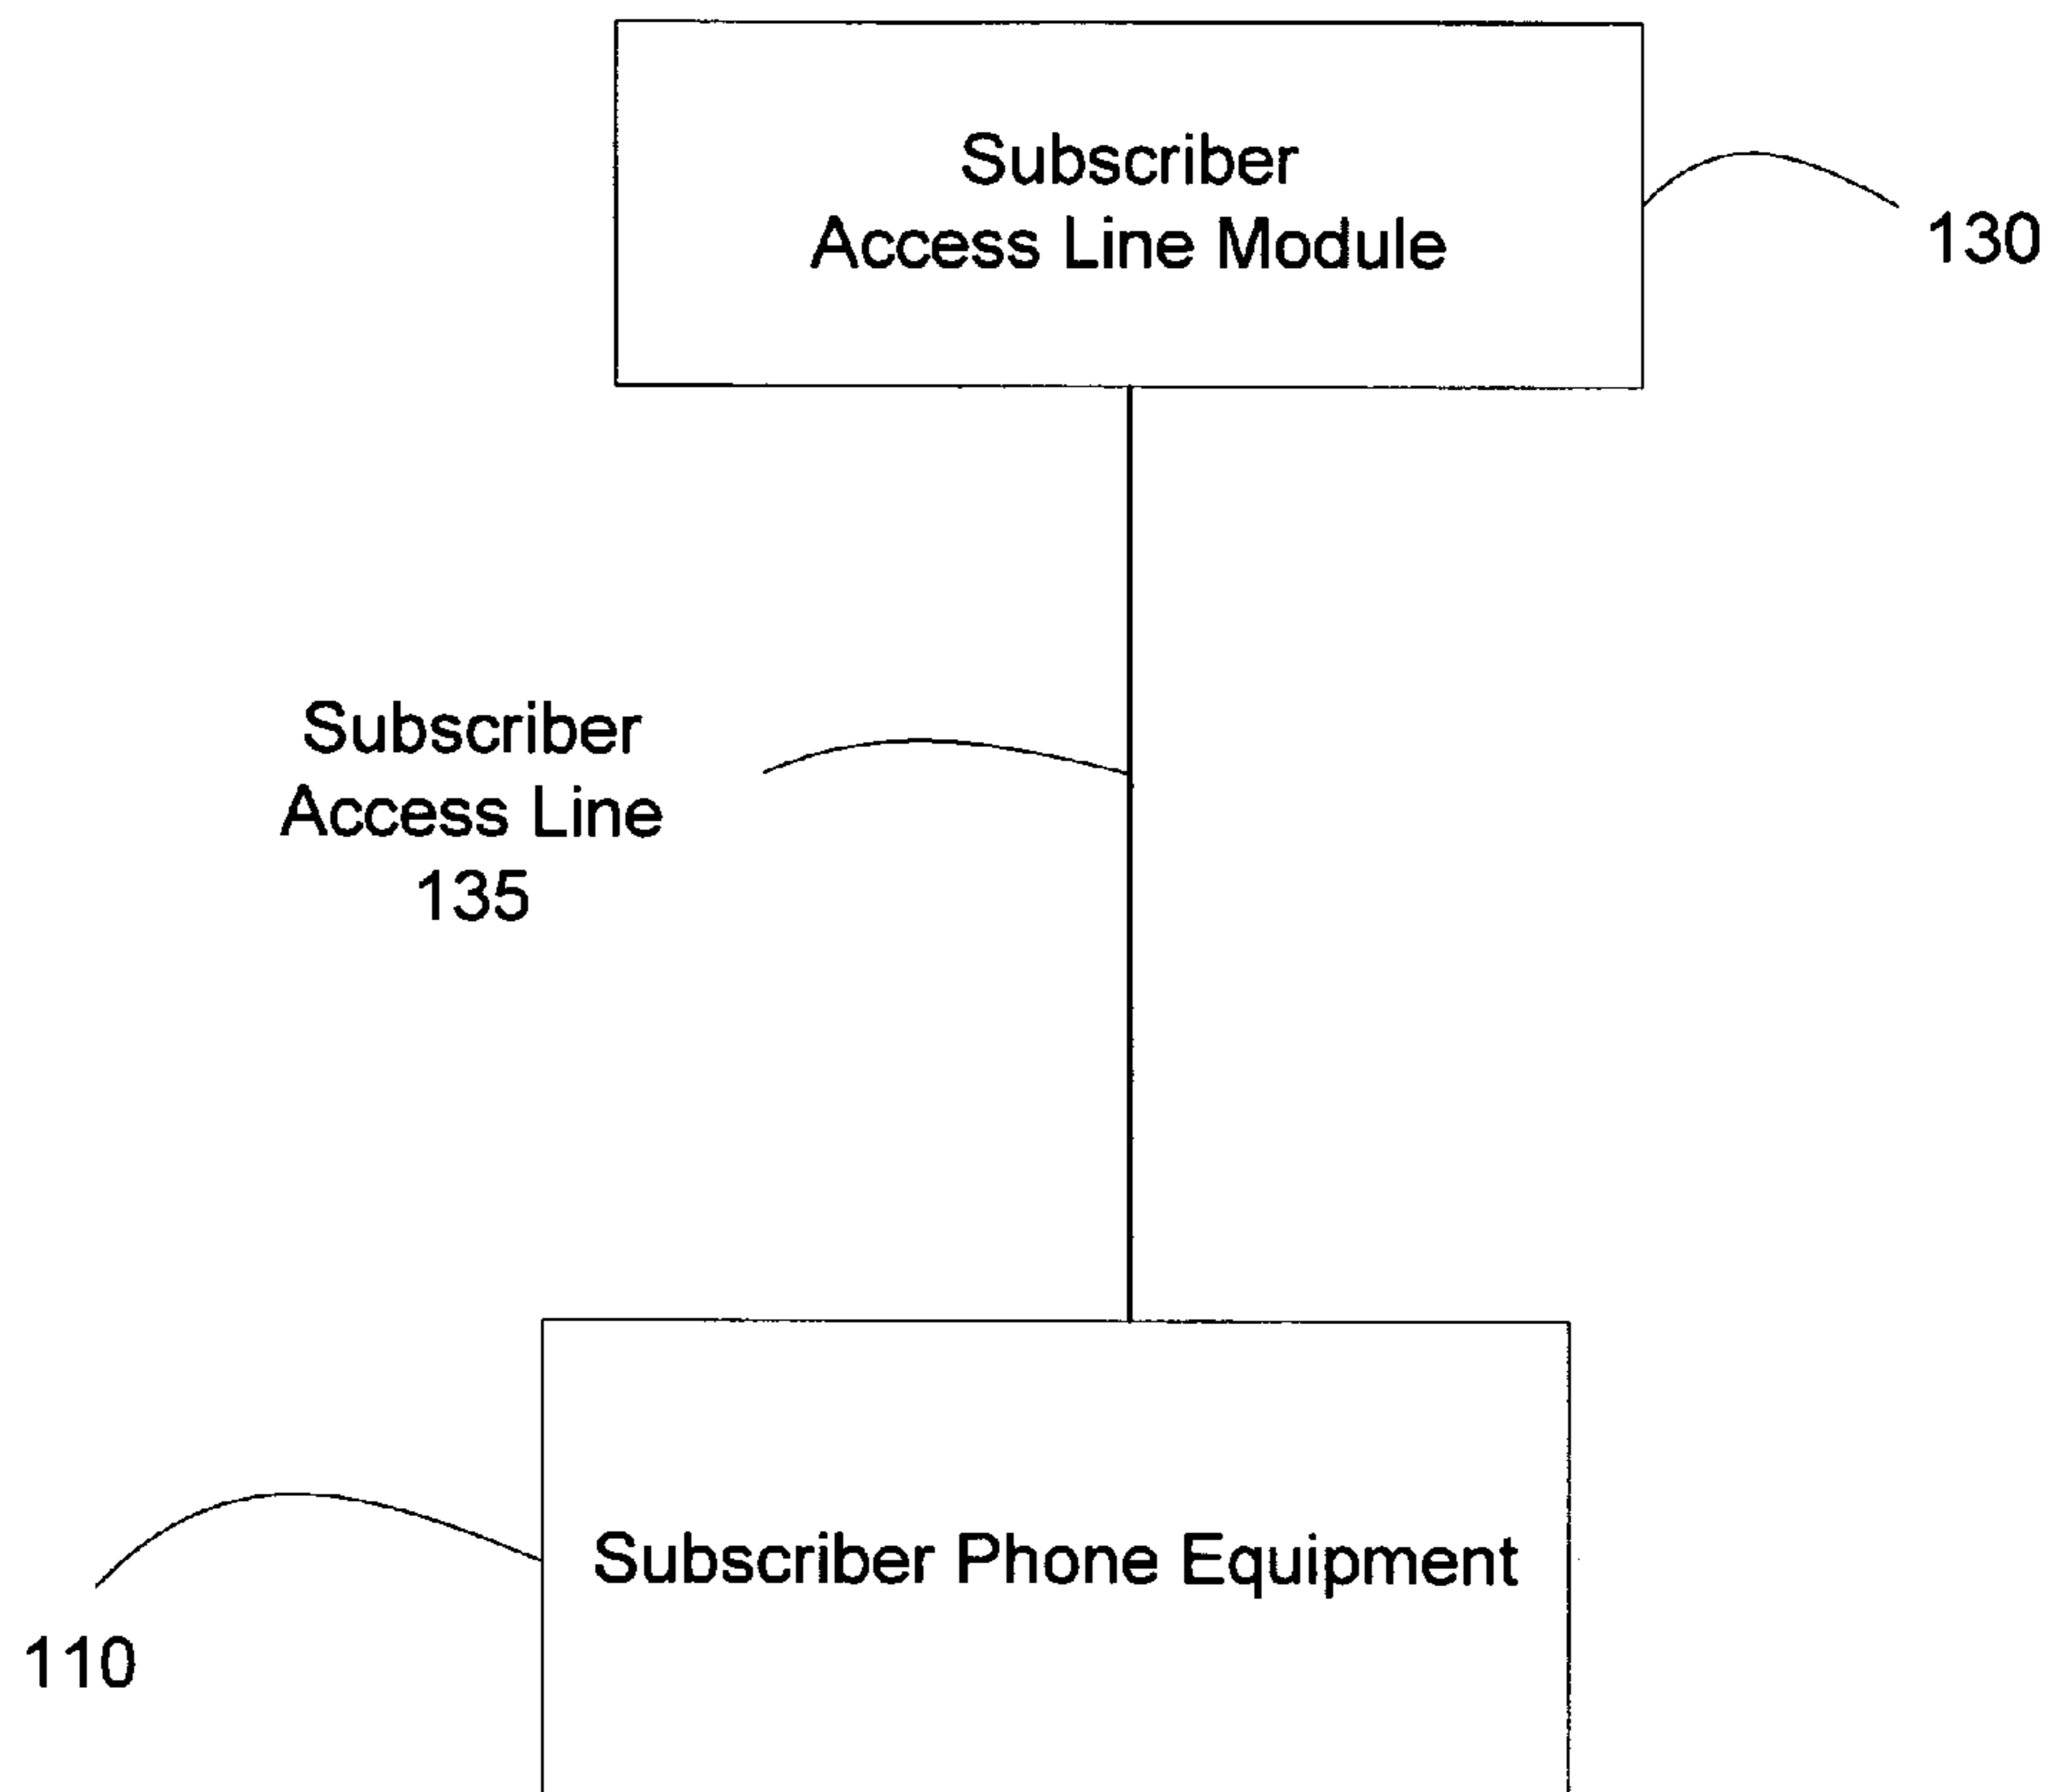 Subscriber
Access Line Module
130
Subscriber
Access Line
135
Subscriber Phone Equipment
110